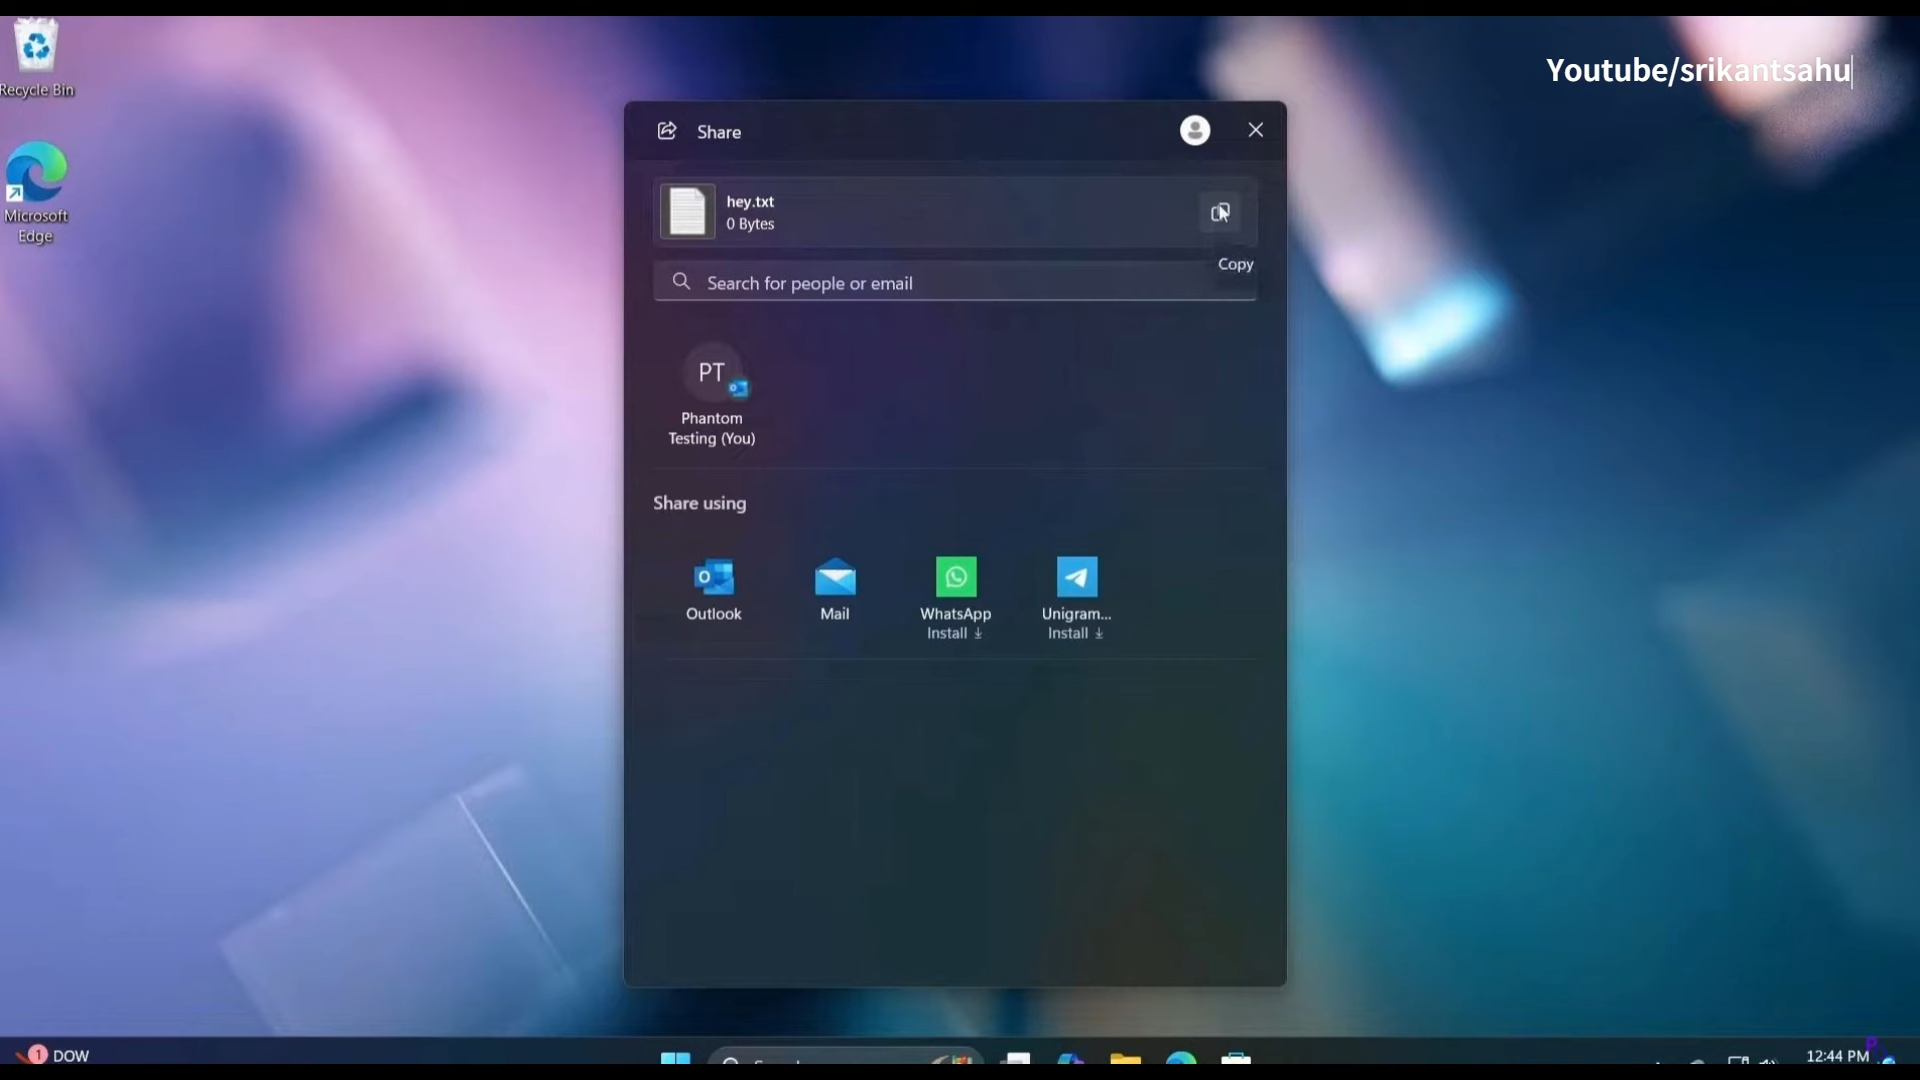 Recycle Bin
Youtube/srikantsahu
Share
Microsoft
Edge
hey.txt
0 Bytes
Copy
Search for people or email
PT
Phantom
Testing (You)
Share using
Outlook
Mail
WhatsApp
Install
Unigram...
Install
1
DOW
12:44 PM